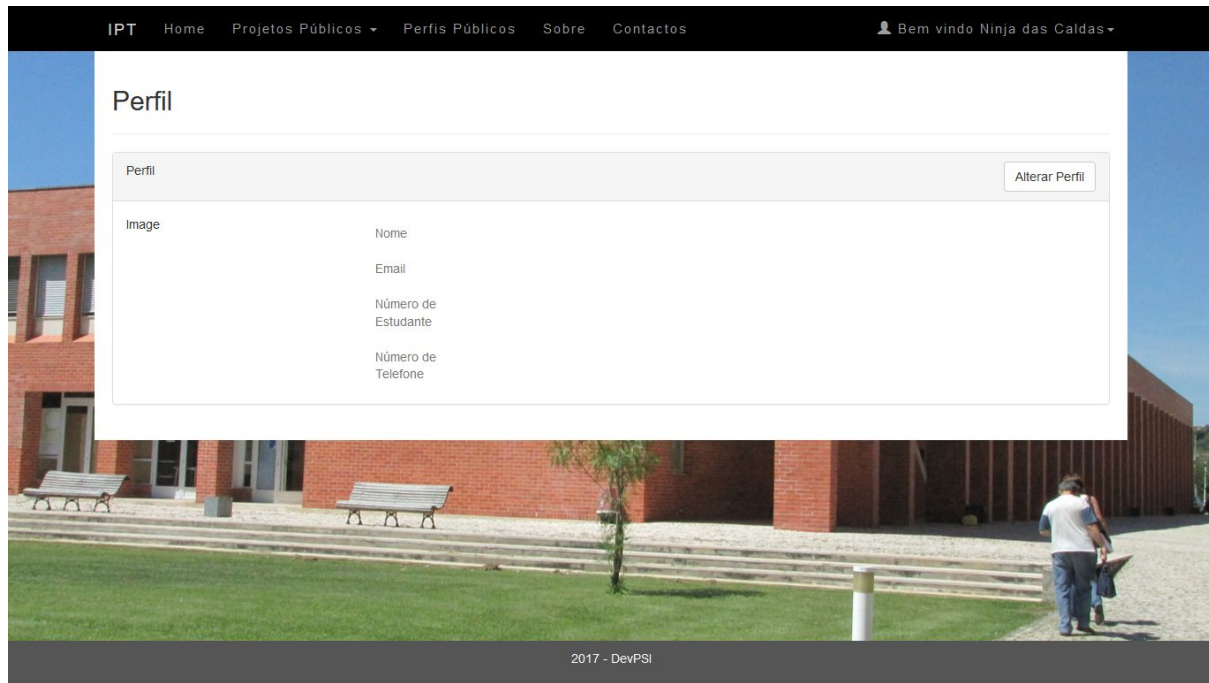 IPT Home Projetos Públicos Perfis Públicos Sobre Contactos Bem vindo Ninja das Caldas
Perfil
Perfil Alterar Perfil
Image
Nome
Email
Número de
Estudante
Número de
Telefone
2017 - DevPSI